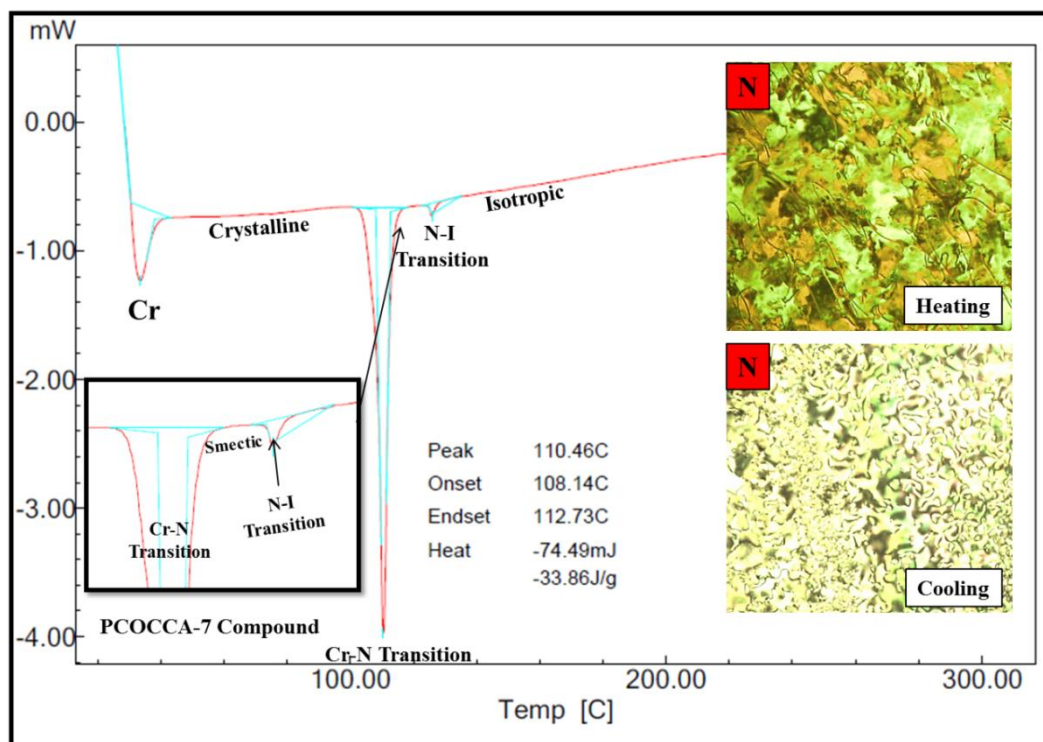 mW
0.00
-1.00
-2.00
-3.00
-4.00
Crystalline
Isotropic
N-I
Transition
Cr
N
Heating
N
Cooling
Smectic
N-I
Transition
Cr-N
Transition
PCOCCA-7 Compound
Peak 110.46C
Onset 108.14C
Endset 112.73C
Heat -74.49mJ
-33.86J/g
Cr-N Transition
100.00
200.00
300.00
Temp [C]